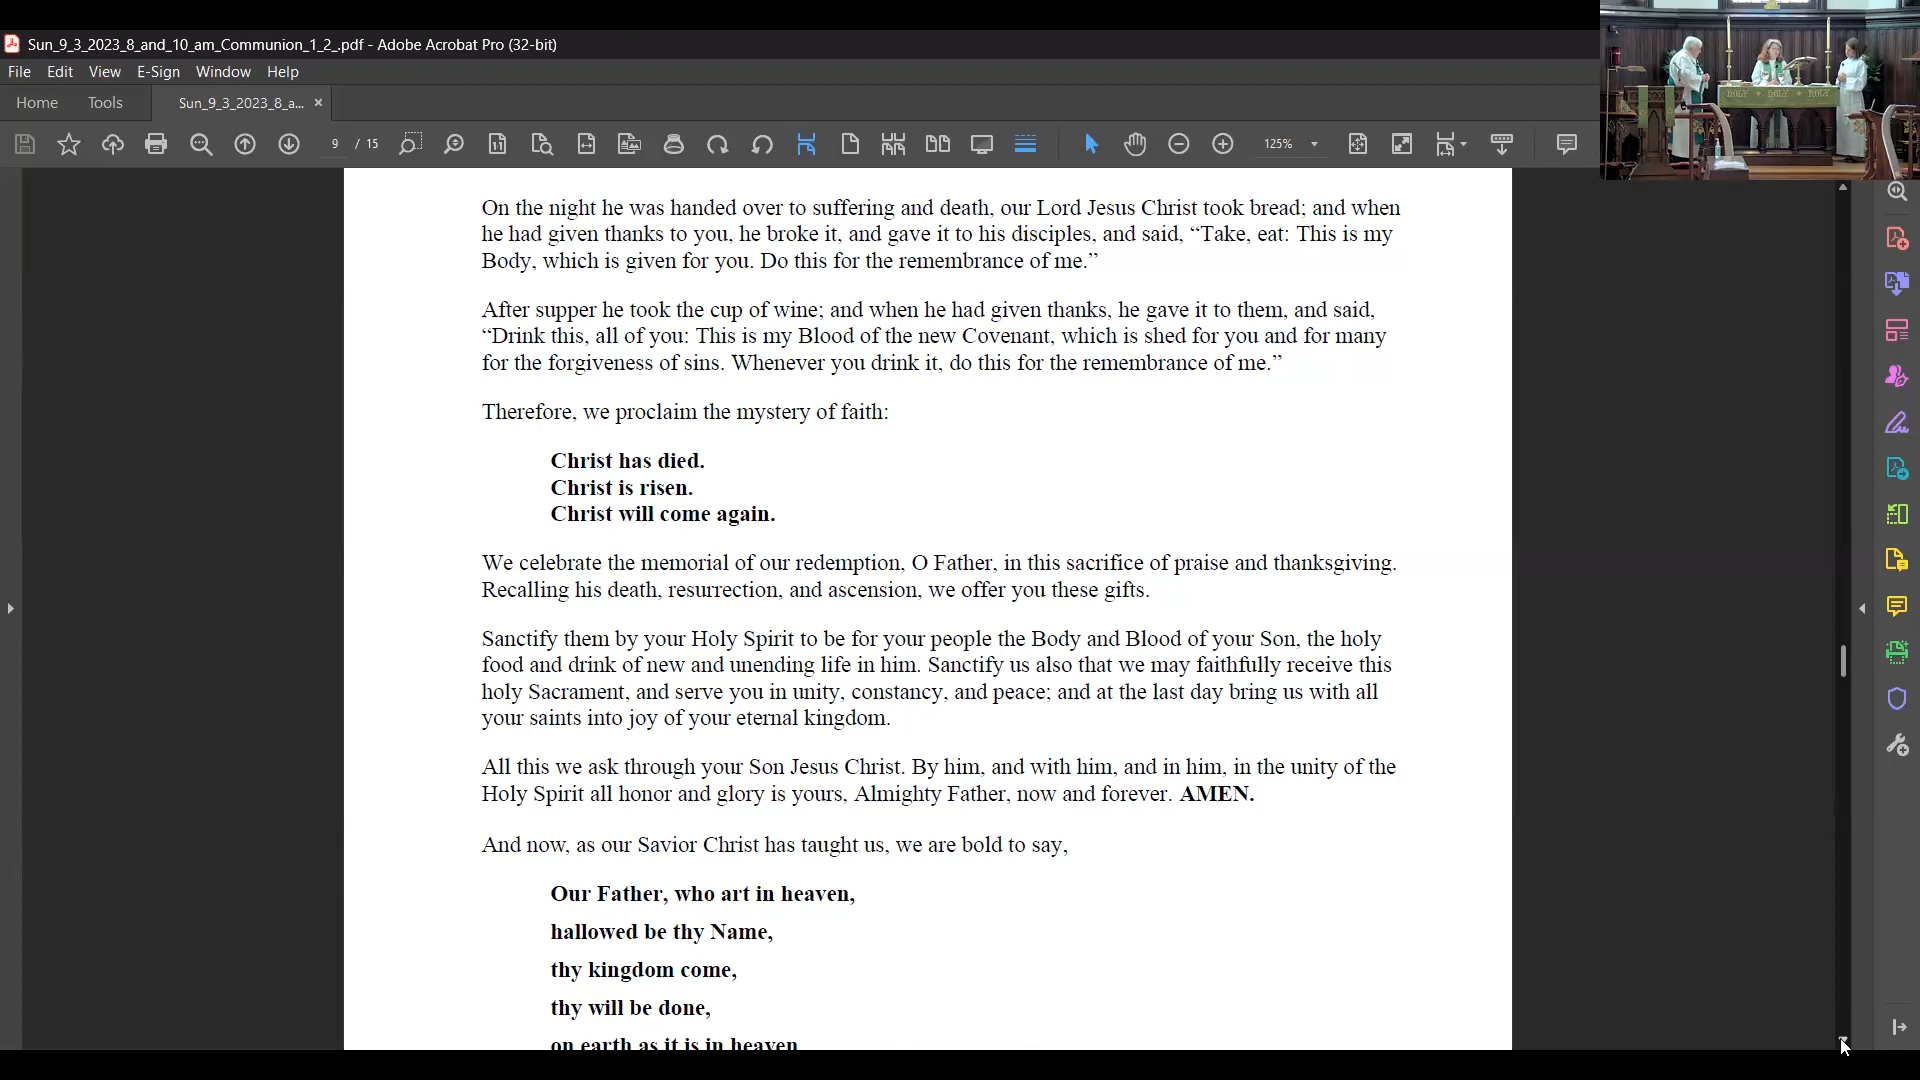 Sun_9_3_2023_8_and_10_am_Communion_1_2_.pdf - Adobe Acrobat Pro (32-bit)
File Edit View E-Sign Window Help
Home Tools Sun_9_3_2023_8_a... ×
9 / 15 125%
HOLY HOLY HOLY
On the night he was handed over to suffering and death, our Lord Jesus Christ took bread; and when
he had given thanks to you, he broke it, and gave it to his disciples, and said, “Take, eat: This is my
Body, which is given for you. Do this for the remembrance of me.”
After supper he took the cup of wine; and when he had given thanks, he gave it to them, and said,
“Drink this, all of you: This is my Blood of the new Covenant, which is shed for you and for many
for the forgiveness of sins. Whenever you drink it, do this for the remembrance of me.”
Therefore, we proclaim the mystery of faith:
Christ has died.
Christ is risen.
Christ will come again.
We celebrate the memorial of our redemption, O Father, in this sacrifice of praise and thanksgiving.
Recalling his death, resurrection, and ascension, we offer you these gifts.
Sanctify them by your Holy Spirit to be for your people the Body and Blood of your Son, the holy
food and drink of new and unending life in him. Sanctify us also that we may faithfully receive this
holy Sacrament, and serve you in unity, constancy, and peace; and at the last day bring us with all
your saints into joy of your eternal kingdom.
All this we ask through your Son Jesus Christ. By him, and with him, and in him, in the unity of the
Holy Spirit all honor and glory is yours, Almighty Father, now and forever. AMEN.
And now, as our Savior Christ has taught us, we are bold to say,
Our Father, who art in heaven,
hallowed be thy Name,
thy kingdom come,
thy will be done,
on earth as it is in heaven